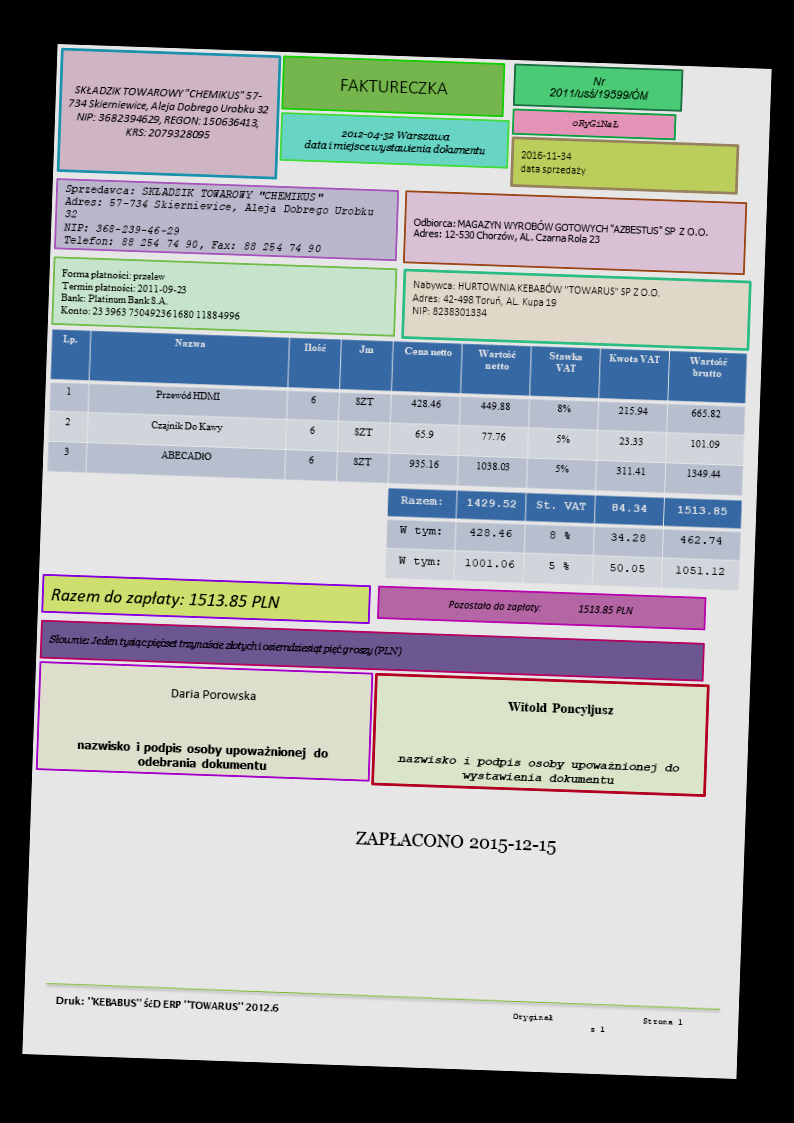 SKŁADZIK TOWAROWY "CHEMIKUS" 57-
734 Skierniewice, Aleja Dobrego Urobku 32
NIP: 3682394629, REGON: 150636413,
KRS: 2079328095
FAKTURECZKA
2012-04-32 Warszawa
data i miejsce wystawienia dokumentu
Nr
2011/usś/19599/ÓM
oRyGiNaŁ
2016-11-34
data sprzedaży
Sprzedawca: SKŁADZIK TOWAROWY "CHEMIKUS"
Adres: 57-734 Skierniewice, Aleja Dobrego Urobku
32
NIP: 368-239-46-29
Telefon: 88 254 74 90, Fax: 88 254 74 90
Odbiorca: MAGAZYN WYROBÓW GOTOWYCH "AZBESTUS" SP Z O.O.
Adres: 12-530 Chorzów, AL. Czarna Rola 23
Forma płatności: przelew
Termin płatności: 2011-09-23
Bank: Platinum Bank S.A.
Konto: 23 3963 7504 9236 1680 1188 4996
Nabywca: HURTOWNIA KEBABÓW "TOWARUS" SP Z O.O.
Adres: 42-498 Toruń, AL. Kupa 19
NIP: 8238301334
Lp. Nazwa Ilość Jm Cena netto Wartość netto Stawka VAT Kwota VAT Wartość brutto
1 Przewód HDMI 6 SZT 428.46 449.88 8% 215.94 665.82
2 Czajnik Do Kawy 6 SZT 65.9 77.76 5% 23.33 101.09
3 ABECADŁO 6 SZT 935.16 1038.03 5% 311.41 1349.44
Razem: 1429.52 St. VAT 84.34 1513.85
W tym: 428.46 8 % 34.28 462.74
W tym: 1001.06 5 % 50.05 1051.12
Razem do zapłaty: 1513.85 PLN
Pozostało do zapłaty: 1513.85 PLN
Słownie: Jeden tysiąc pięćset trzynaście złotych i osiemdziesiąt pięć groszy (PLN)
Daria Porowska
nazwisko i podpis osoby upoważnionej do
odebrania dokumentu
Witold Poncyljusz
nazwisko i podpis osoby upoważnionej do
wystawienia dokumentu
ZAPŁACONO 2015-12-15
Druk: "KEBABUS" ŚćD ERP "TOWARUS" 2012.6
Oryginał
Strona 1
z 1